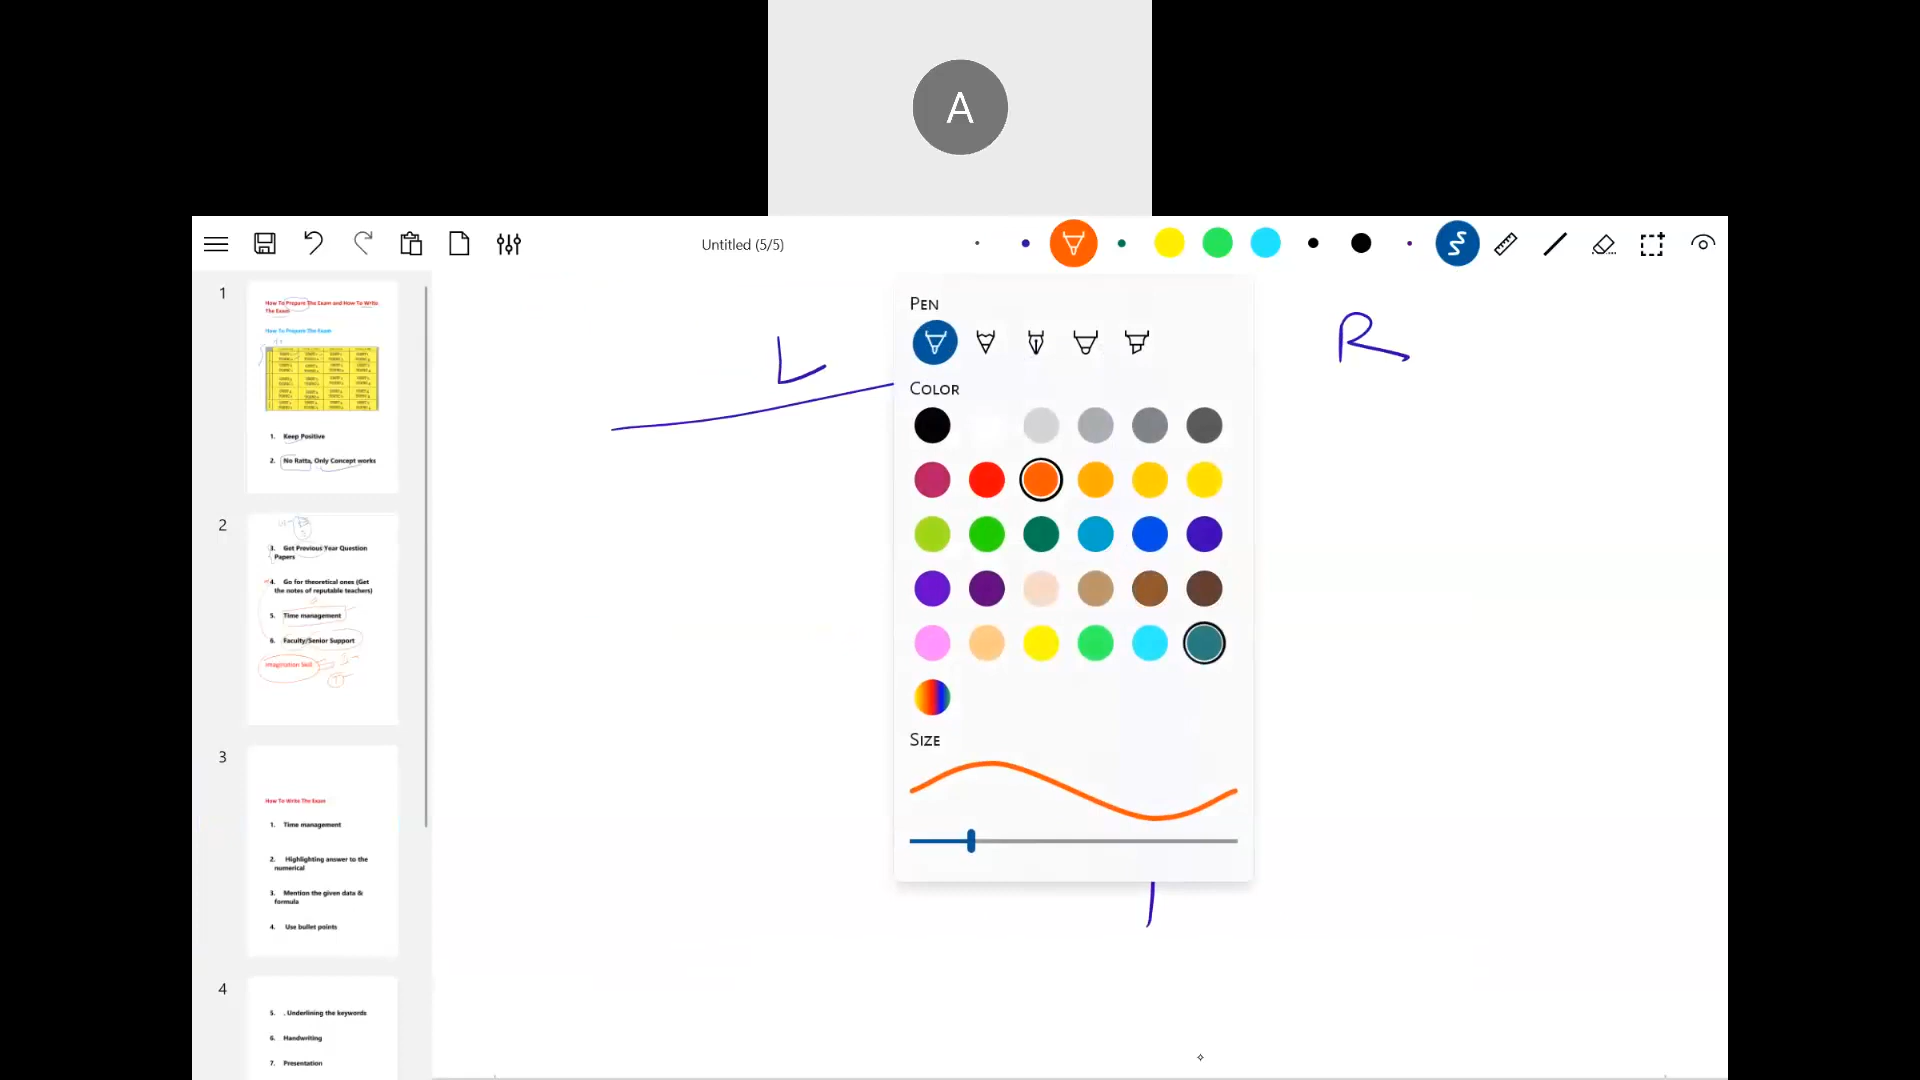 A
Untitled (5/5)
1
How To Prepare The Exam and How To Write
The Exam
How To Prepare The Exam
1. Keep Positive
2. No Ratta, Only Concept works
2
3. Get Previous Year Question
Papers
4. Go for theoretical ones (Get
the notes of reputable teachers)
5. Time management
6. Faculty/Senior Support
Imagination Skill
3
How To Write The Exam
1. Time management
2. Highlighting answer to the
numerical
3. Mention the given data &
formula
4. Use bullet points
4
5. . Underlining the keywords
6. Handwriting
7. Presentation
L
R
PEN
COLOR
SIZE